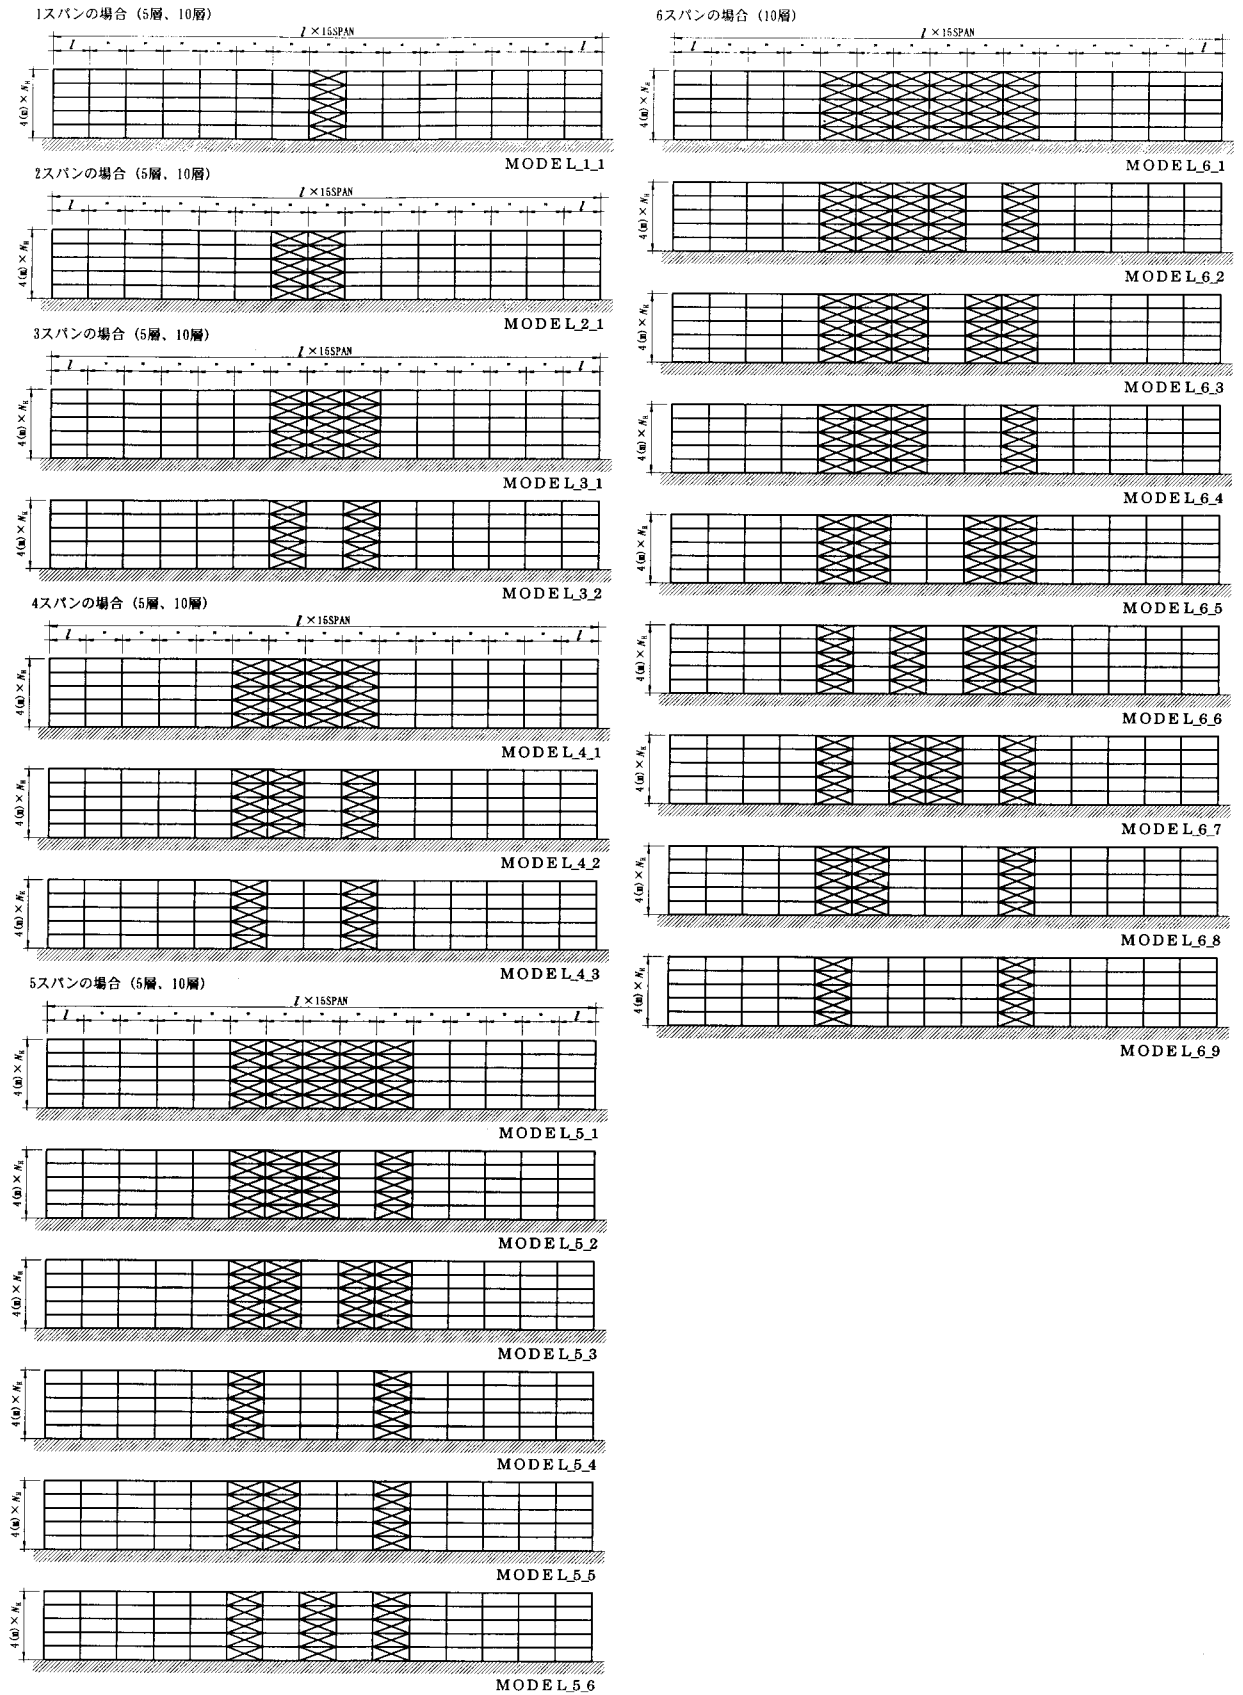 1スパンの場合 (5層、10層)
l ×15SPAN
l " " " " " " " " " " " " " l
4(m)×N_H
MODEL_1_1
2スパンの場合 (5層、10層)
l ×15SPAN
l " " " " " " " " " " " " " l
4(m)×N_H
MODEL_2_1
3スパンの場合 (5層、10層)
l ×15SPAN
l " " " " " " " " " " " " " l
4(m)×N_H
MODEL_3_1
4(m)×N_H
MODEL_3_2
4スパンの場合 (5層、10層)
l ×15SPAN
l " " " " " " " " " " " " " l
4(m)×N_H
MODEL_4_1
4(m)×N_H
MODEL_4_2
4(m)×N_H
MODEL_4_3
5スパンの場合 (5層、10層)
l ×15SPAN
l " " " " " " " " " " " " " l
4(m)×N_H
MODEL_5_1
4(m)×N_H
MODEL_5_2
4(m)×N_H
MODEL_5_3
4(m)×N_H
MODEL_5_4
4(m)×N_H
MODEL_5_5
4(m)×N_H
MODEL_5_6
6スパンの場合 (10層)
l ×15SPAN
l " " " " " " " " " " " " " l
4(m)×N_H
MODEL_6_1
4(m)×N_H
MODEL_6_2
4(m)×N_H
MODEL_6_3
4(m)×N_H
MODEL_6_4
4(m)×N_H
MODEL_6_5
4(m)×N_H
MODEL_6_6
4(m)×N_H
MODEL_6_7
4(m)×N_H
MODEL_6_8
4(m)×N_H
MODEL_6_9